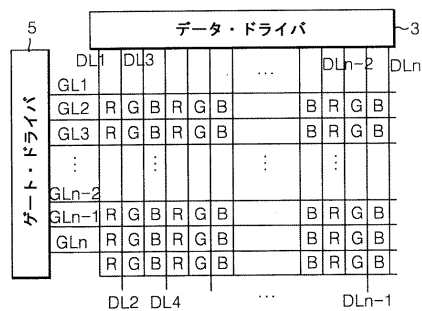 データ・ドライバ 3
5
DL1 DL3 ... DLn-2 DLn
ゲート・ドライバ
GL1
GL2 R G B R G B B R G B
GL3 R G B R G B B R G B
⋮ ⋮ ⋮ ⋮ ⋮
GLn-2
GLn-1 R G B R G B B R G B
GLn R G B R G B B R G B
R G B R G B B R G B
DL2 DL4 ... DLn-1